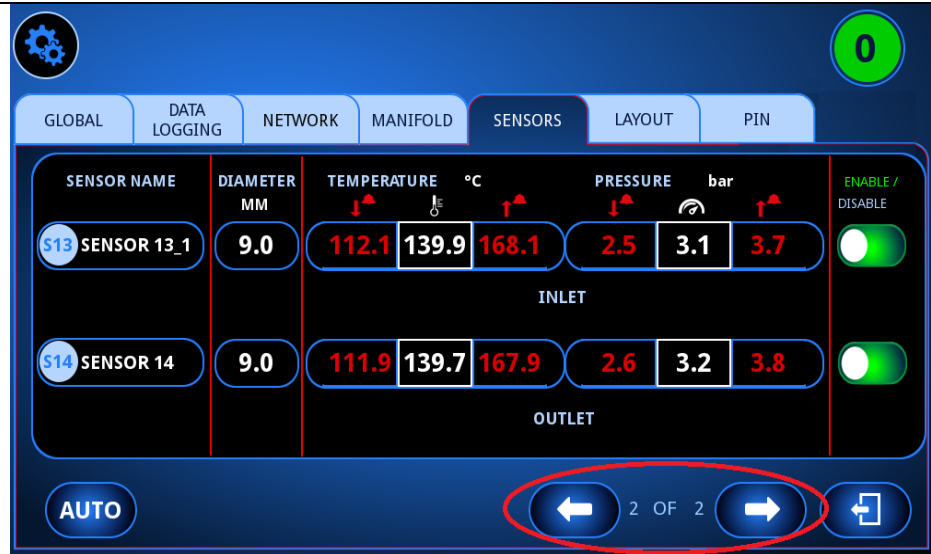 0
GLOBAL DATA LOGGING NETWORK MANIFOLD SENSORS LAYOUT PIN
SENSOR NAME DIAMETER MM TEMPERATURE °C PRESSURE bar ENABLE / DISABLE
S13 SENSOR 13_1 9.0 112.1 139.9 168.1 2.5 3.1 3.7
INLET
S14 SENSOR 14 9.0 111.9 139.7 167.9 2.6 3.2 3.8
OUTLET
AUTO 2 OF 2